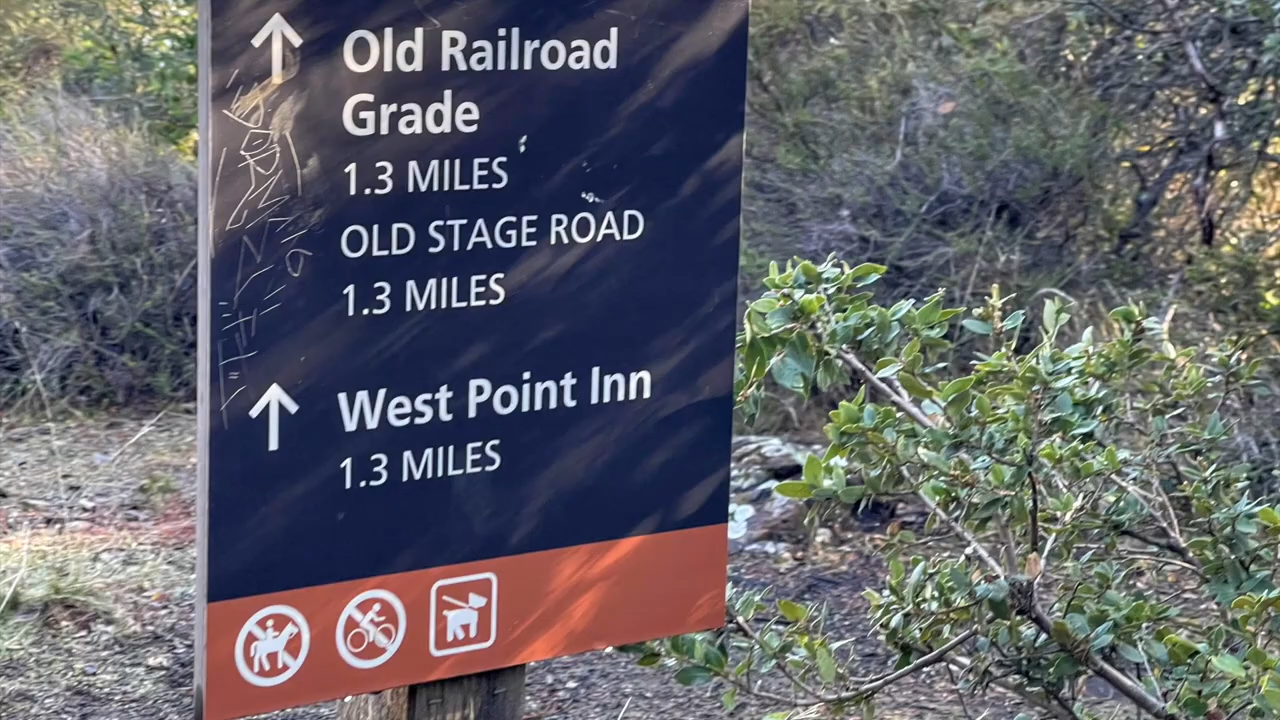 Old Railroad
Grade
1.3 MILES
OLD STAGE ROAD
1.3 MILES
West Point Inn
1.3 MILES